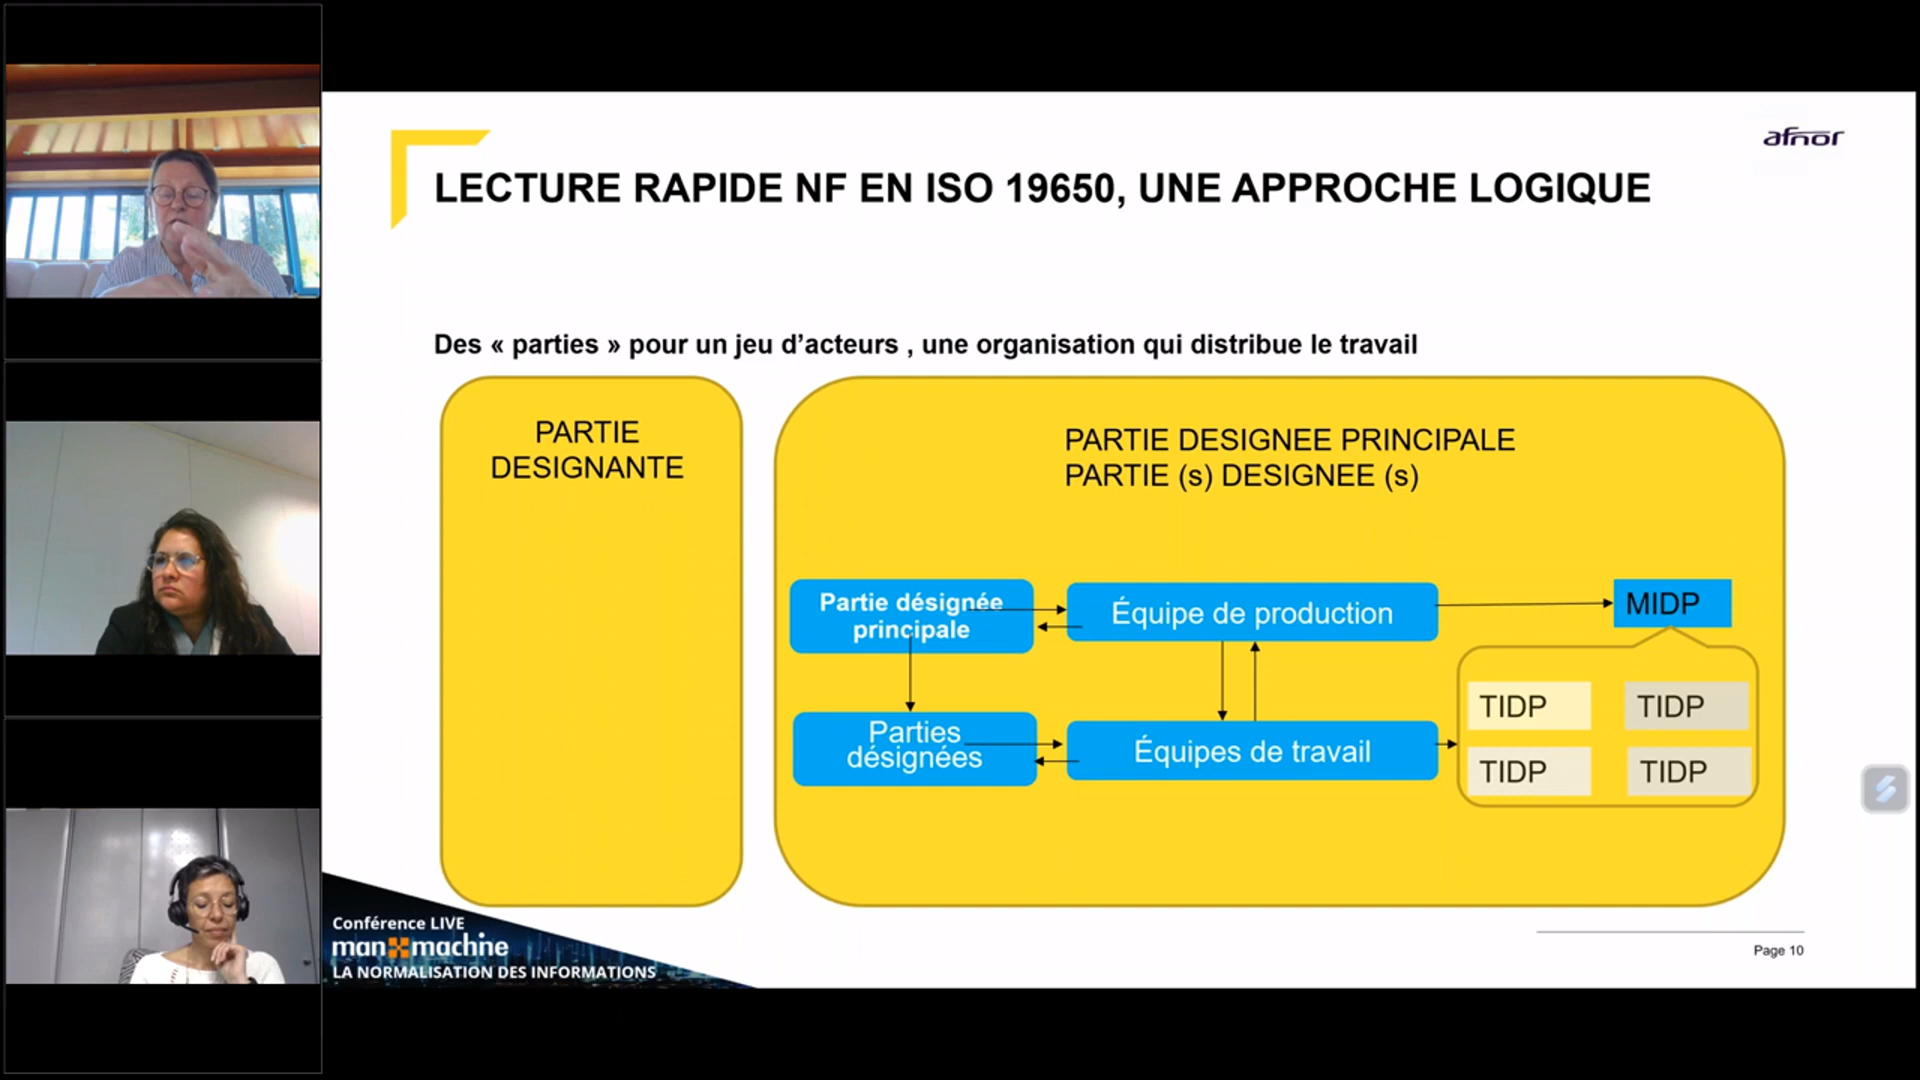 afnor
LECTURE RAPIDE NF EN ISO 19650, UNE APPROCHE LOGIQUE
Des « parties » pour un jeu d’acteurs , une organisation qui distribue le travail
PARTIE
DESIGNANTE
PARTIE DESIGNEE PRINCIPALE
PARTIE (s) DESIGNEE (s)
Partie désignée
principale
Équipe de production
MIDP
Parties
désignées
Équipes de travail
TIDP
TIDP
TIDP
TIDP
Conférence LIVE
man machine
LA NORMALISATION DES INFORMATIONS
Page 10